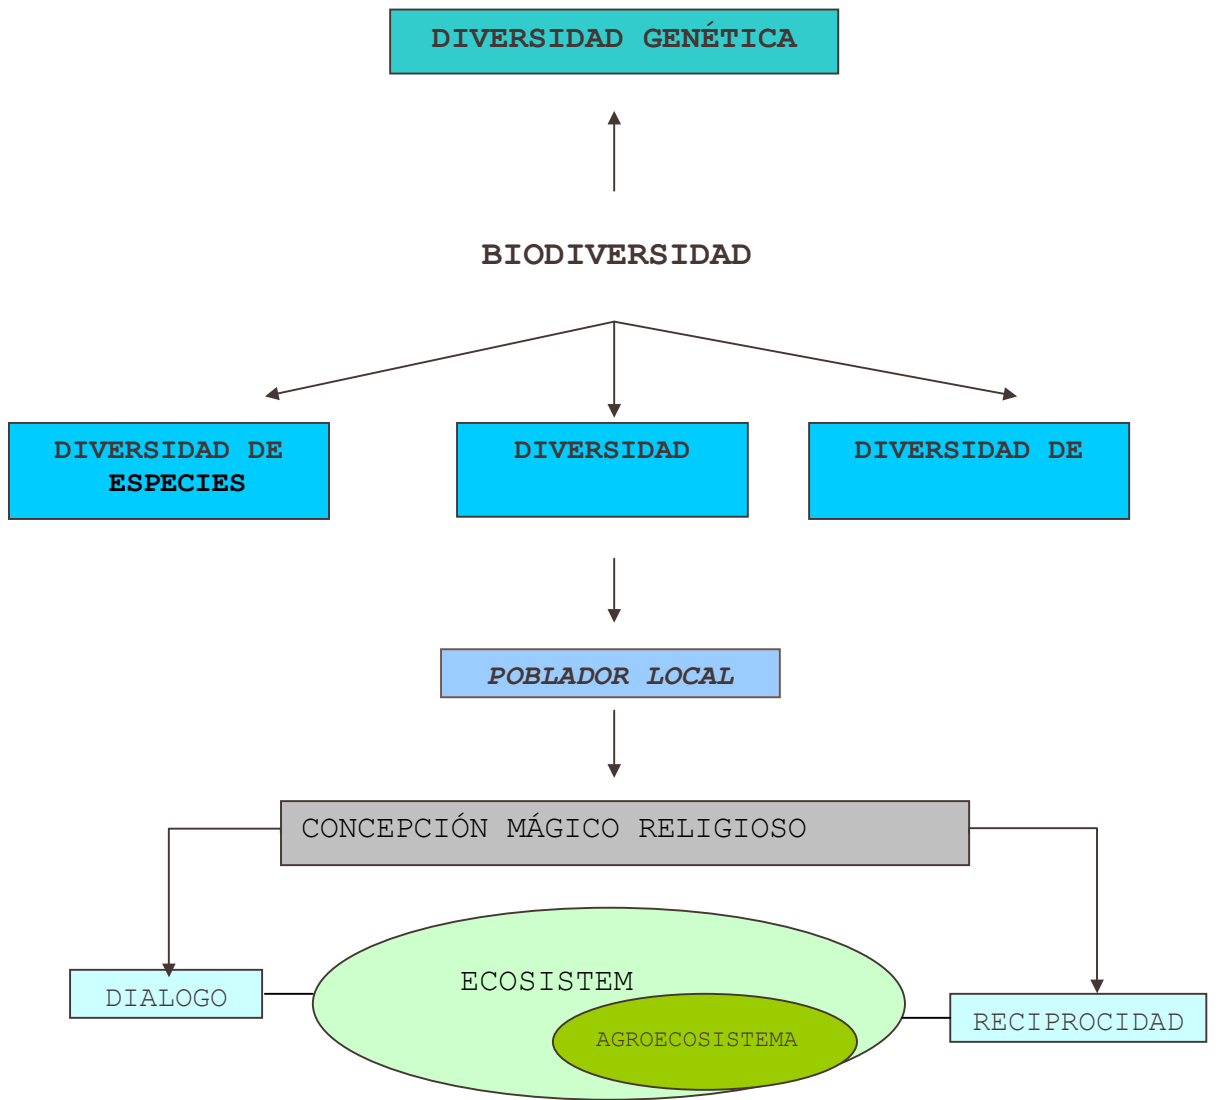 DIVERSIDAD GENÉTICA
BIODIVERSIDAD
DIVERSIDAD DE
ESPECIES
DIVERSIDAD
DIVERSIDAD DE
POBLADOR LOCAL
CONCEPCIÓN MÁGICO RELIGIOSO
ECOSISTEM
DIALOGO
AGROECOSISTEMA
RECIPROCIDAD